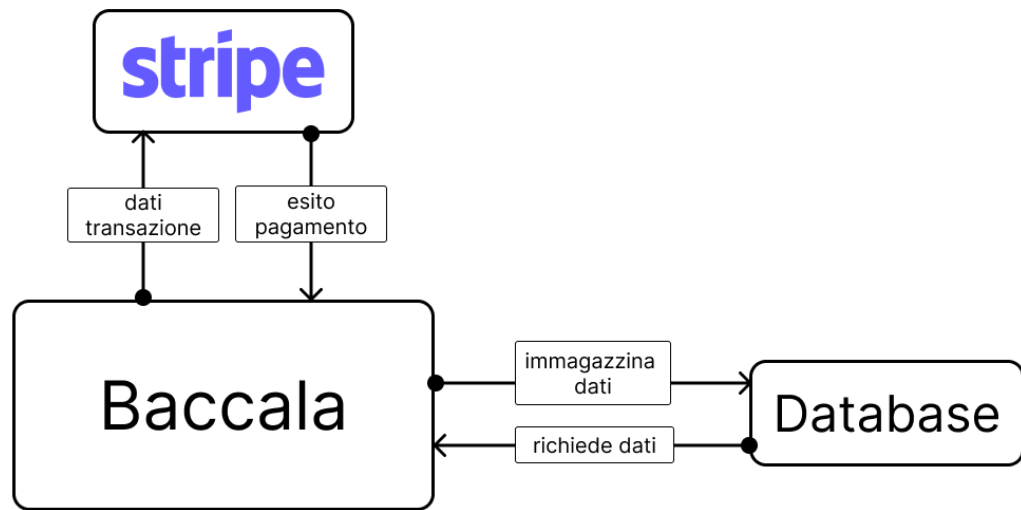 stripe
dati
transazione
esito
pagamento
Baccala
immagazzina
dati
richiede dati
Database